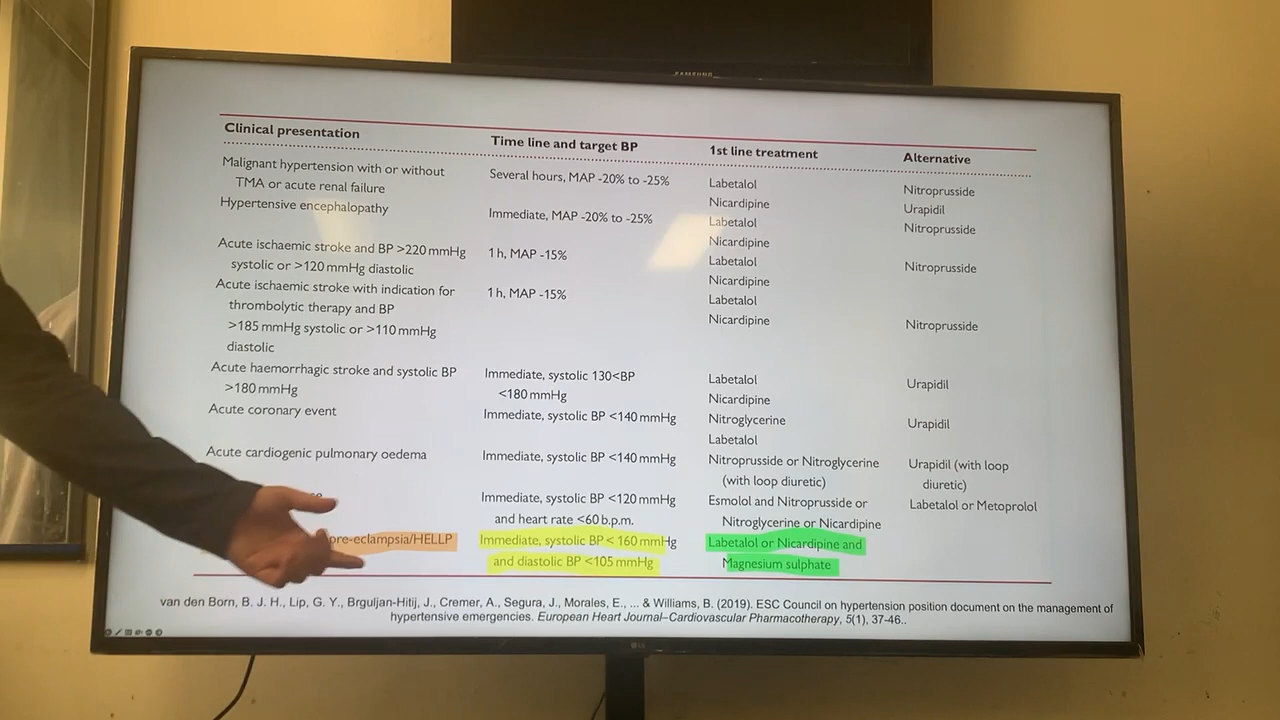 SAMSUNG
Clinical presentation Time line and target BP 1st line treatment Alternative
Malignant hypertension with or without Several hours, MAP -20% to -25% Labetalol Nitroprusside
TMA or acute renal failure Nicardipine Urapidil
Hypertensive encephalopathy Immediate, MAP -20% to -25% Labetalol Nitroprusside
Nicardipine
Acute ischaemic stroke and BP >220 mmHg 1 h, MAP -15% Labetalol Nitroprusside
systolic or >120 mmHg diastolic Nicardipine
Acute ischaemic stroke with indication for 1 h, MAP -15% Labetalol
thrombolytic therapy and BP Nicardipine Nitroprusside
>185 mmHg systolic or >110 mmHg
diastolic
Acute haemorrhagic stroke and systolic BP Immediate, systolic 130<BP Labetalol Urapidil
>180 mmHg <180 mmHg Nicardipine
Acute coronary event Immediate, systolic BP <140 mmHg Nitroglycerine Urapidil
Labetalol
Acute cardiogenic pulmonary oedema Immediate, systolic BP <140 mmHg Nitroprusside or Nitroglycerine Urapidil (with loop
(with loop diuretic) diuretic)
Immediate, systolic BP <120 mmHg Esmolol and Nitroprusside or Labetalol or Metoprolol
and heart rate <60 b.p.m. Nitroglycerine or Nicardipine
pre-eclampsia/HELLP Immediate, systolic BP < 160 mmHg Labetalol or Nicardipine and
and diastolic BP <105 mmHg Magnesium sulphate
van den Born, B. J. H., Lip, G. Y., Brguljan-Hitij, J., Cremer, A., Segura, J., Morales, E., ... & Williams, B. (2019). ESC Council on hypertension position document on the management of
hypertensive emergencies. European Heart Journal–Cardiovascular Pharmacotherapy, 5(1), 37-46..
LG